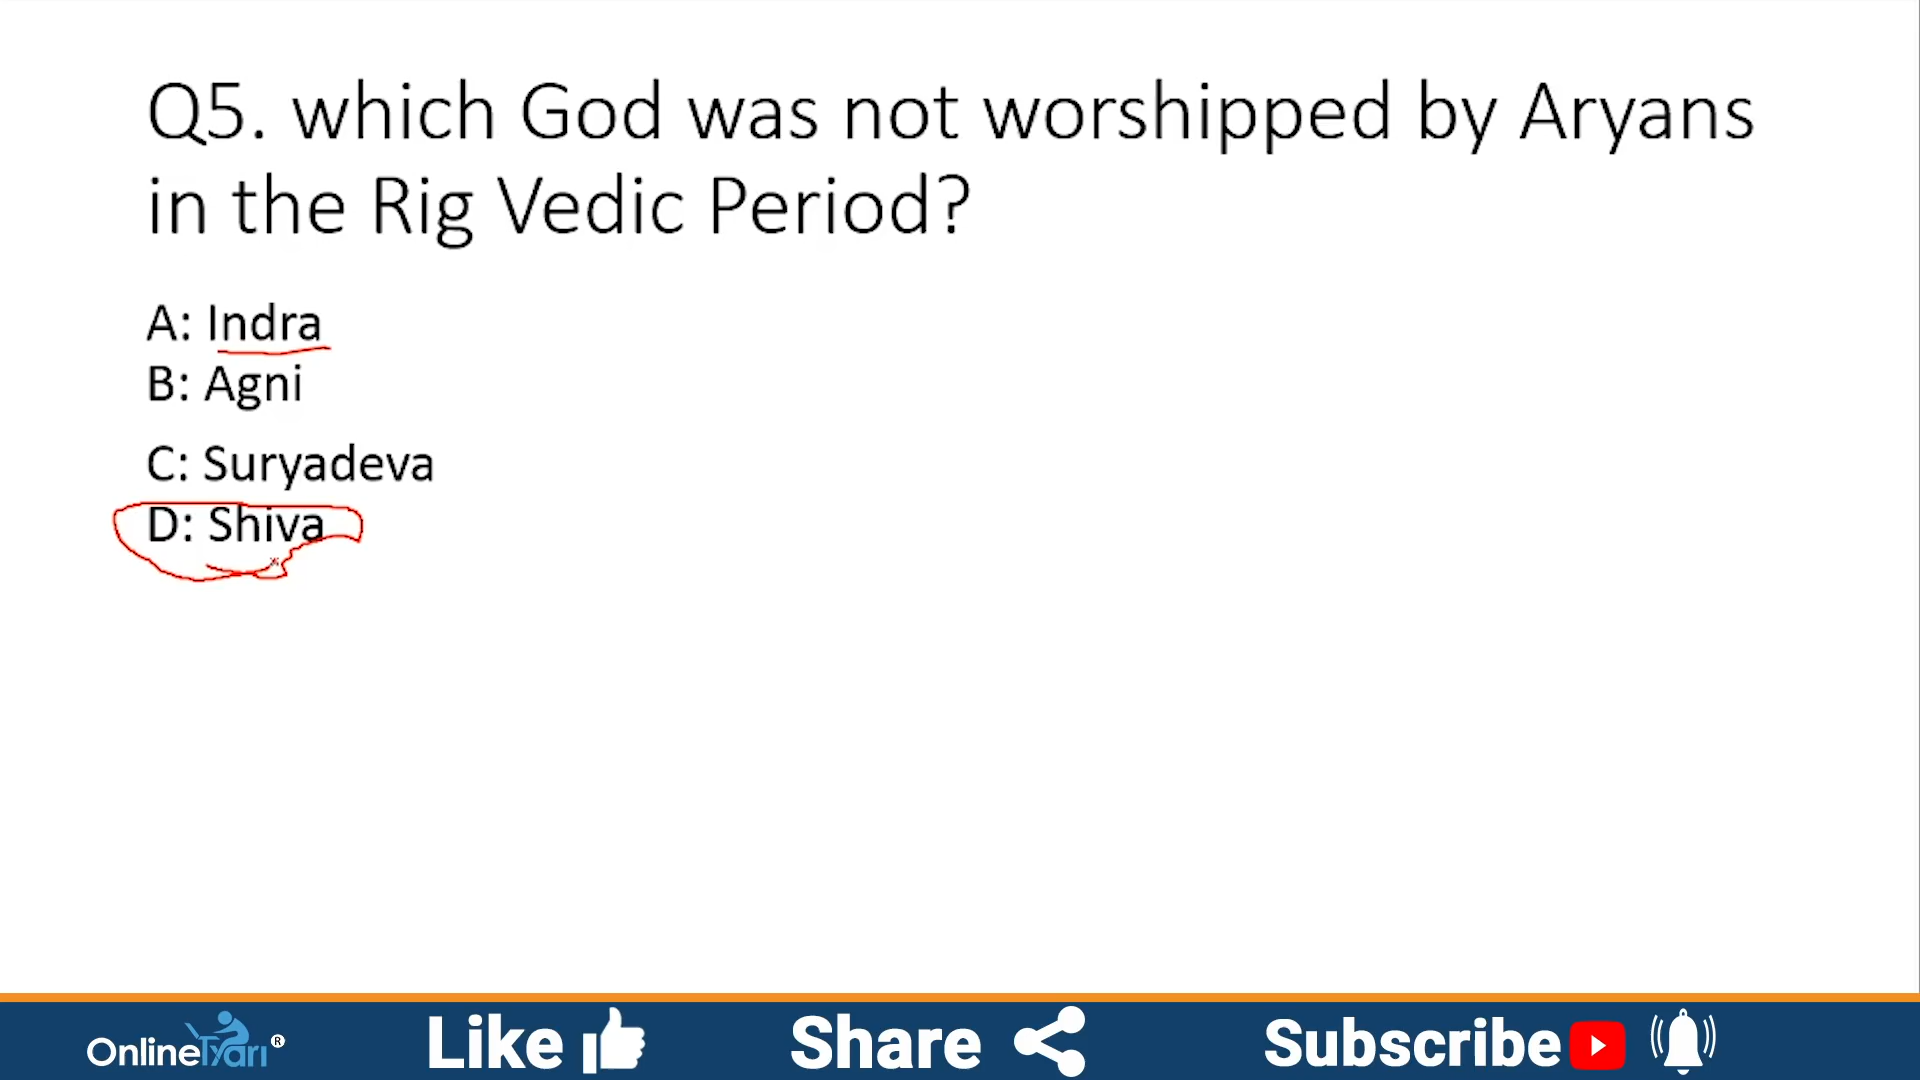 Q5. which God was not worshipped by Aryans
in the Rig Vedic Period?
A: Indra
B: Agni
C: Suryadeva
D: Shiva
OnlineTyari ®
Like
Share
Subscribe